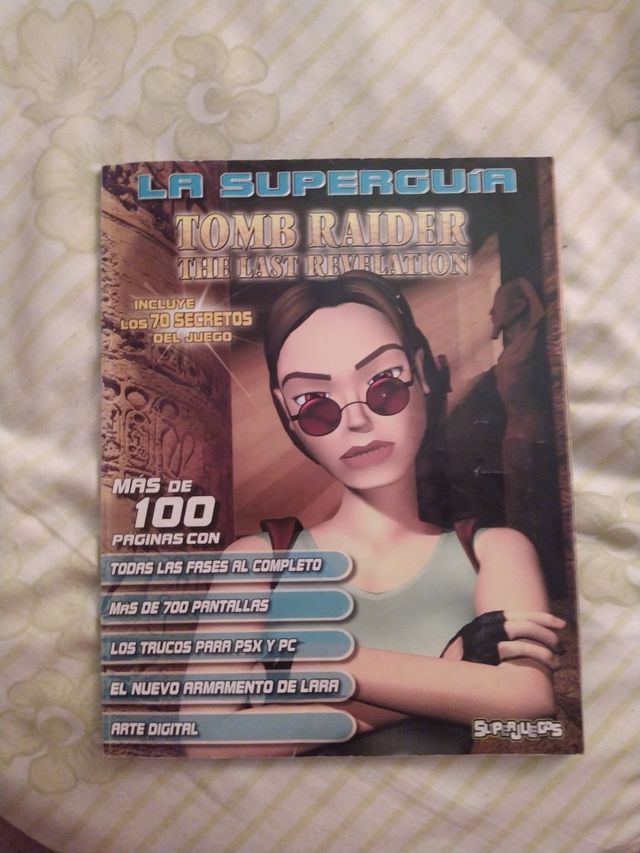 LA SUPERGUÍA
TOMB RAIDER
THE LAST REVELATION
INCLUYE
LOS 70 SECRETOS
DEL JUEGO
MÁS DE
100
PÁGINAS CON
TODAS LAS FASES AL COMPLETO
MÁS DE 700 PANTALLAS
LOS TRUCOS PARA PSX Y PC
EL NUEVO ARMAMENTO DE LARA
ARTE DIGITAL
SUPERJUEGOS